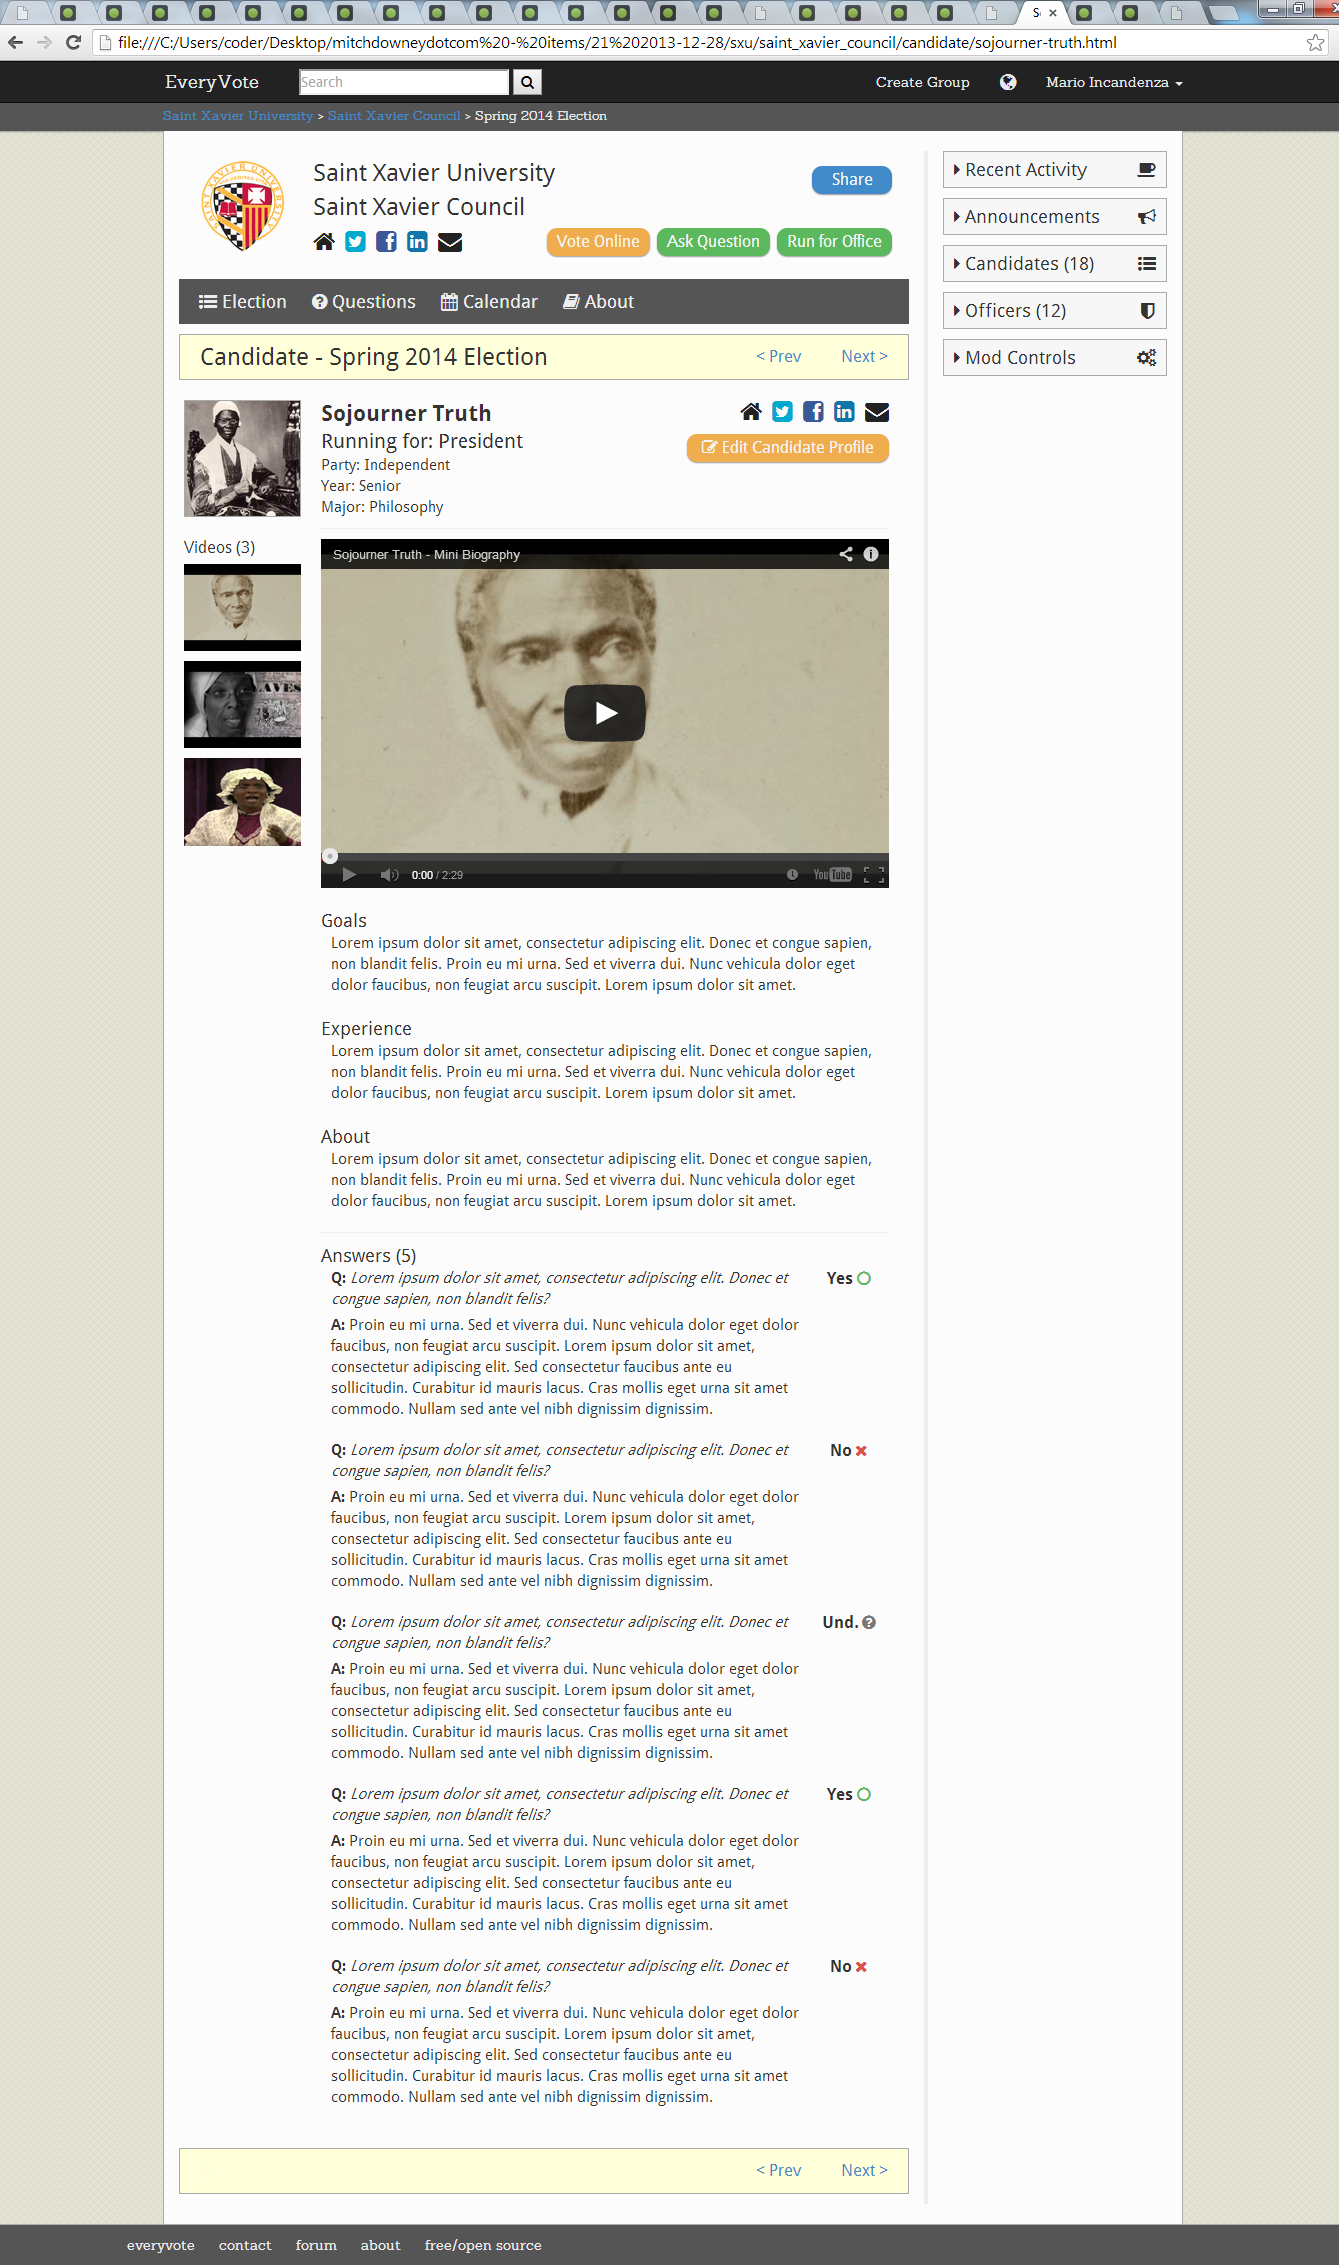 S
file:///C:/Users/coder/Desktop/mitchdowneydotcom%20-%20items/21%202013-12-28/sxu/saint_xavier_council/candidate/sojourner-truth.html
EveryVote Search Create Group Mario Incandenza
Saint Xavier University > Saint Xavier Council > Spring 2014 Election
SAINT XAVIER UNIVERSITY
Saint Xavier University
Saint Xavier Council
Share
Vote Online Ask Question Run for Office
Election Questions Calendar About
Candidate - Spring 2014 Election < Prev Next >
Recent Activity
Announcements
Candidates (18)
Officers (12)
Mod Controls
Sojourner Truth
Running for: President
Edit Candidate Profile
Party: Independent
Year: Senior
Major: Philosophy
Videos (3)
AVES
Sojourner Truth - Mini Biography
0:00 / 2:29 YouTube
Goals
Lorem ipsum dolor sit amet, consectetur adipiscing elit. Donec et congue sapien,
non blandit felis. Proin eu mi urna. Sed et viverra dui. Nunc vehicula dolor eget
dolor faucibus, non feugiat arcu suscipit. Lorem ipsum dolor sit amet.
Experience
Lorem ipsum dolor sit amet, consectetur adipiscing elit. Donec et congue sapien,
non blandit felis. Proin eu mi urna. Sed et viverra dui. Nunc vehicula dolor eget
dolor faucibus, non feugiat arcu suscipit. Lorem ipsum dolor sit amet.
About
Lorem ipsum dolor sit amet, consectetur adipiscing elit. Donec et congue sapien,
non blandit felis. Proin eu mi urna. Sed et viverra dui. Nunc vehicula dolor eget
dolor faucibus, non feugiat arcu suscipit. Lorem ipsum dolor sit amet.
Answers (5)
Q: Lorem ipsum dolor sit amet, consectetur adipiscing elit. Donec et Yes
congue sapien, non blandit felis?
A: Proin eu mi urna. Sed et viverra dui. Nunc vehicula dolor eget dolor
faucibus, non feugiat arcu suscipit. Lorem ipsum dolor sit amet,
consectetur adipiscing elit. Sed consectetur faucibus ante eu
sollicitudin. Curabitur id mauris lacus. Cras mollis eget urna sit amet
commodo. Nullam sed ante vel nibh dignissim dignissim.
Q: Lorem ipsum dolor sit amet, consectetur adipiscing elit. Donec et No
congue sapien, non blandit felis?
A: Proin eu mi urna. Sed et viverra dui. Nunc vehicula dolor eget dolor
faucibus, non feugiat arcu suscipit. Lorem ipsum dolor sit amet,
consectetur adipiscing elit. Sed consectetur faucibus ante eu
sollicitudin. Curabitur id mauris lacus. Cras mollis eget urna sit amet
commodo. Nullam sed ante vel nibh dignissim dignissim.
Q: Lorem ipsum dolor sit amet, consectetur adipiscing elit. Donec et Und.
congue sapien, non blandit felis?
A: Proin eu mi urna. Sed et viverra dui. Nunc vehicula dolor eget dolor
faucibus, non feugiat arcu suscipit. Lorem ipsum dolor sit amet,
consectetur adipiscing elit. Sed consectetur faucibus ante eu
sollicitudin. Curabitur id mauris lacus. Cras mollis eget urna sit amet
commodo. Nullam sed ante vel nibh dignissim dignissim.
Q: Lorem ipsum dolor sit amet, consectetur adipiscing elit. Donec et Yes
congue sapien, non blandit felis?
A: Proin eu mi urna. Sed et viverra dui. Nunc vehicula dolor eget dolor
faucibus, non feugiat arcu suscipit. Lorem ipsum dolor sit amet,
consectetur adipiscing elit. Sed consectetur faucibus ante eu
sollicitudin. Curabitur id mauris lacus. Cras mollis eget urna sit amet
commodo. Nullam sed ante vel nibh dignissim dignissim.
Q: Lorem ipsum dolor sit amet, consectetur adipiscing elit. Donec et No
congue sapien, non blandit felis?
A: Proin eu mi urna. Sed et viverra dui. Nunc vehicula dolor eget dolor
faucibus, non feugiat arcu suscipit. Lorem ipsum dolor sit amet,
consectetur adipiscing elit. Sed consectetur faucibus ante eu
sollicitudin. Curabitur id mauris lacus. Cras mollis eget urna sit amet
commodo. Nullam sed ante vel nibh dignissim dignissim.
< Prev Next >
everyvote contact forum about free/open source